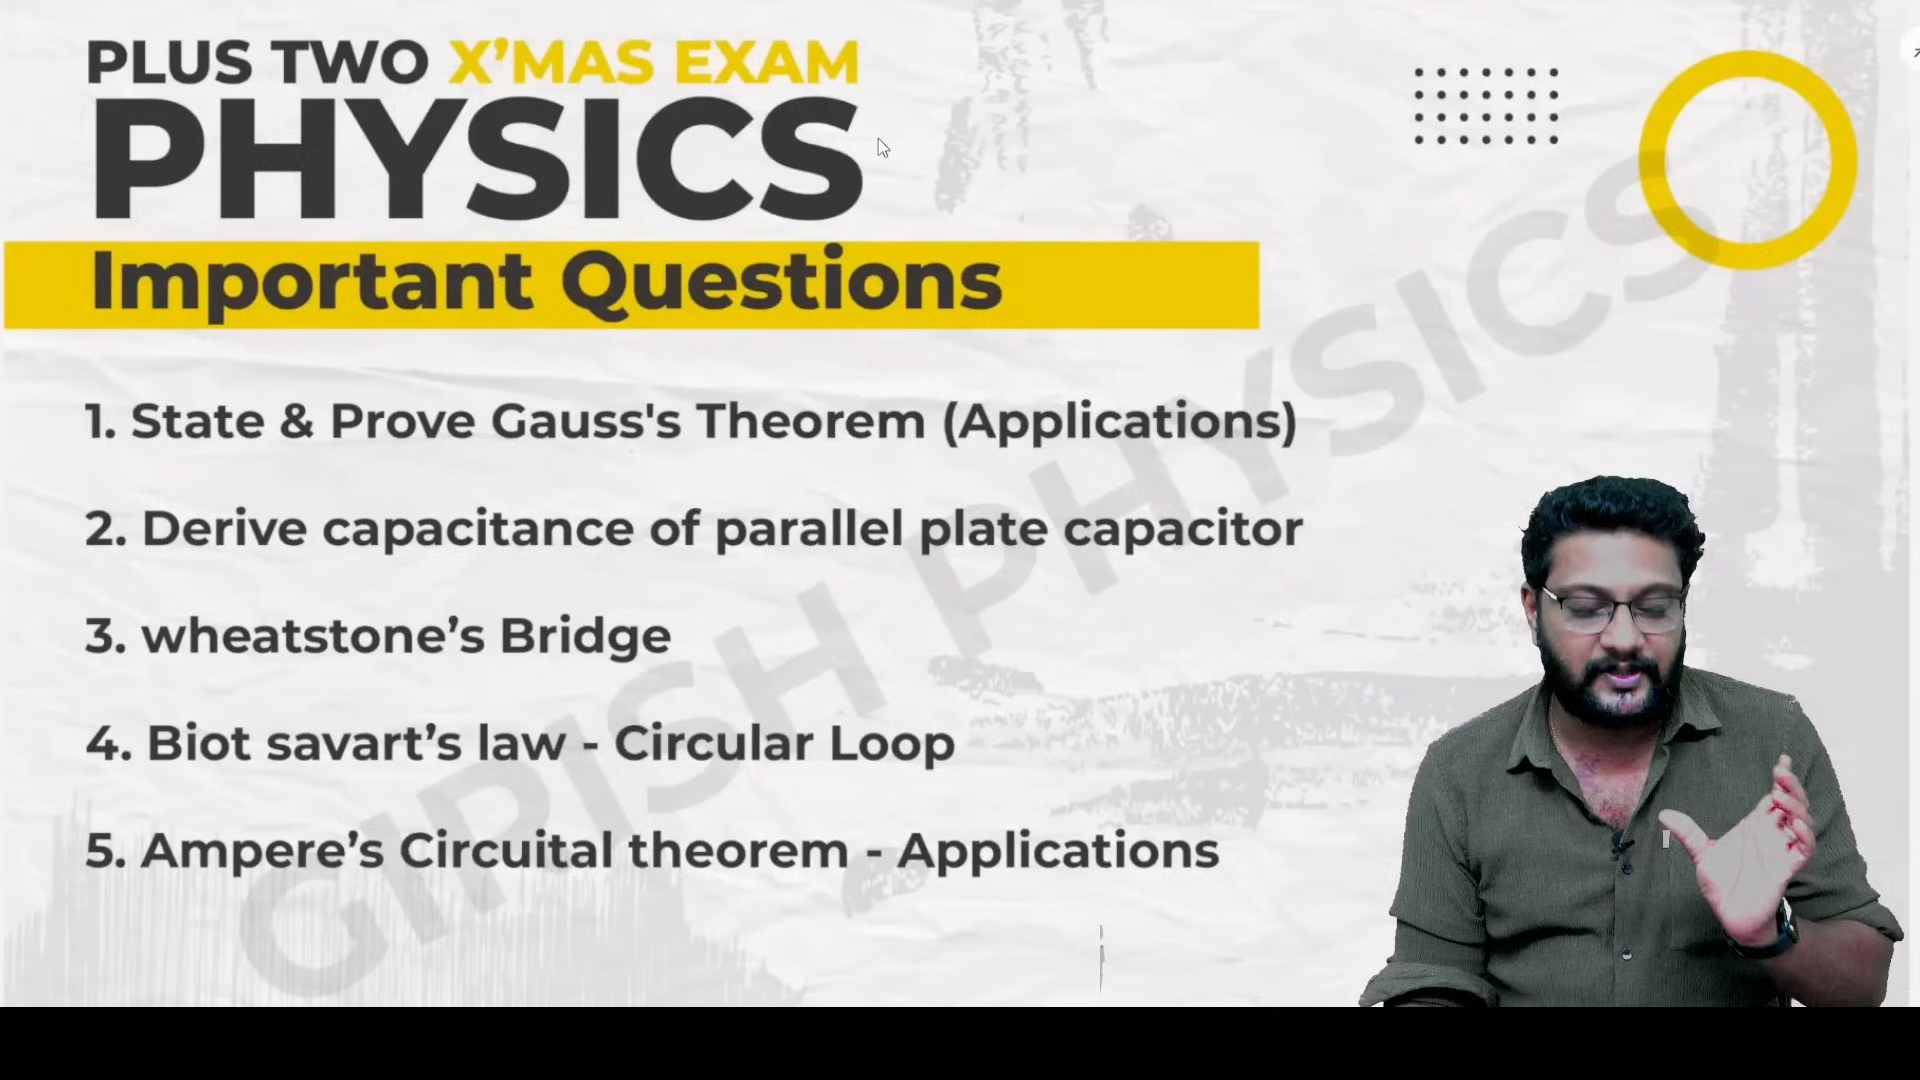 PLUS TWO X’MAS EXAM
PHYSICS
Important Questions
1. State & Prove Gauss's Theorem (Applications)
2. Derive capacitance of parallel plate capacitor
3. wheatstone’s Bridge
4. Biot savart’s law - Circular Loop
5. Ampere’s Circuital theorem - Applications
GIRISH PHYSICS